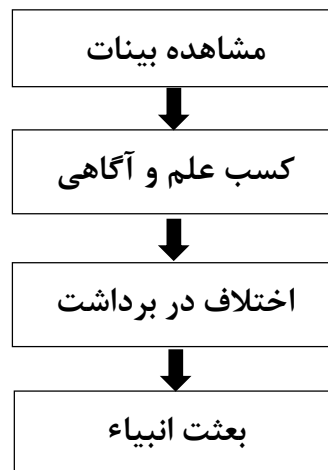 مشاهده بینات
کسب علم و آگاهی
اختلاف در برداشت
بعثت انبیاء